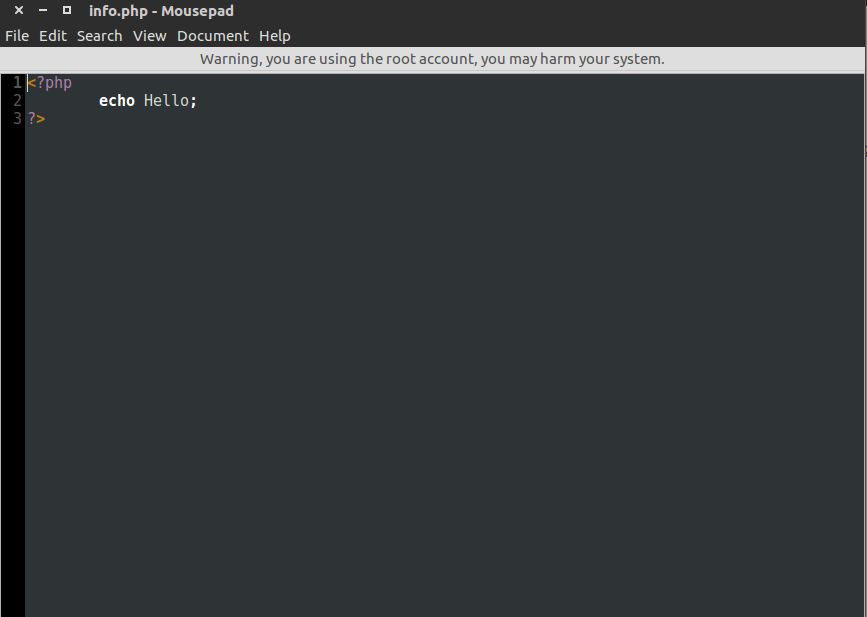 info.php - Mousepad
File Edit Search View Document Help
Warning, you are using the root account, you may harm your system.
1 <?php
2 echo Hello;
3 ?>